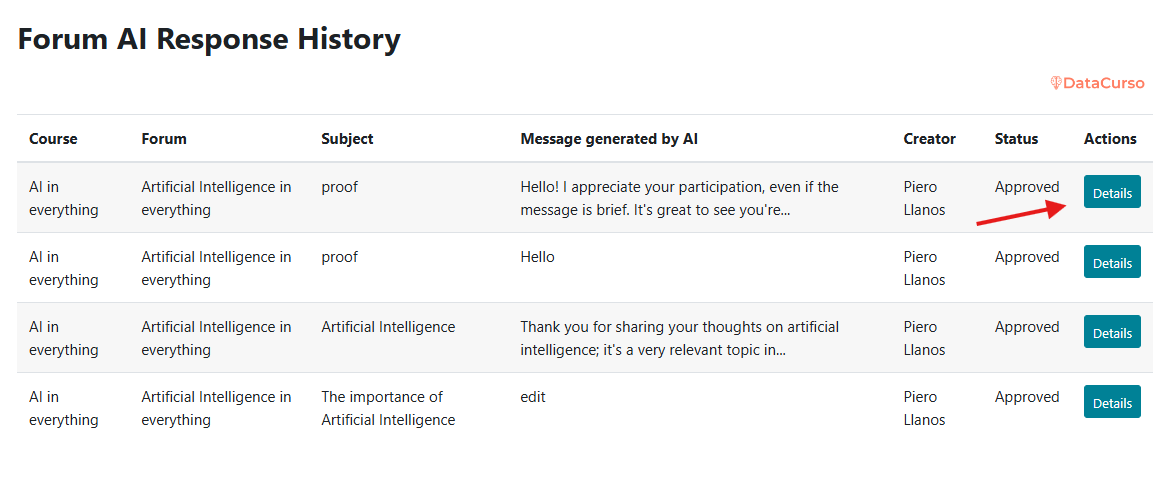 Forum AI Response History
DataCurso
Course Forum Subject Message generated by AI Creator Status Actions
AI in Artificial Intelligence in proof Hello! I appreciate your participation, even if the Piero Approved Details
everything everything message is brief. It's great to see you're... Llanos
AI in Artificial Intelligence in proof Hello Piero Approved Details
everything everything Llanos
AI in Artificial Intelligence in Artificial Intelligence Thank you for sharing your thoughts on artificial Piero Approved Details
everything everything intelligence; it's a very relevant topic in... Llanos
AI in Artificial Intelligence in The importance of edit Piero Approved Details
everything everything Artificial Intelligence Llanos